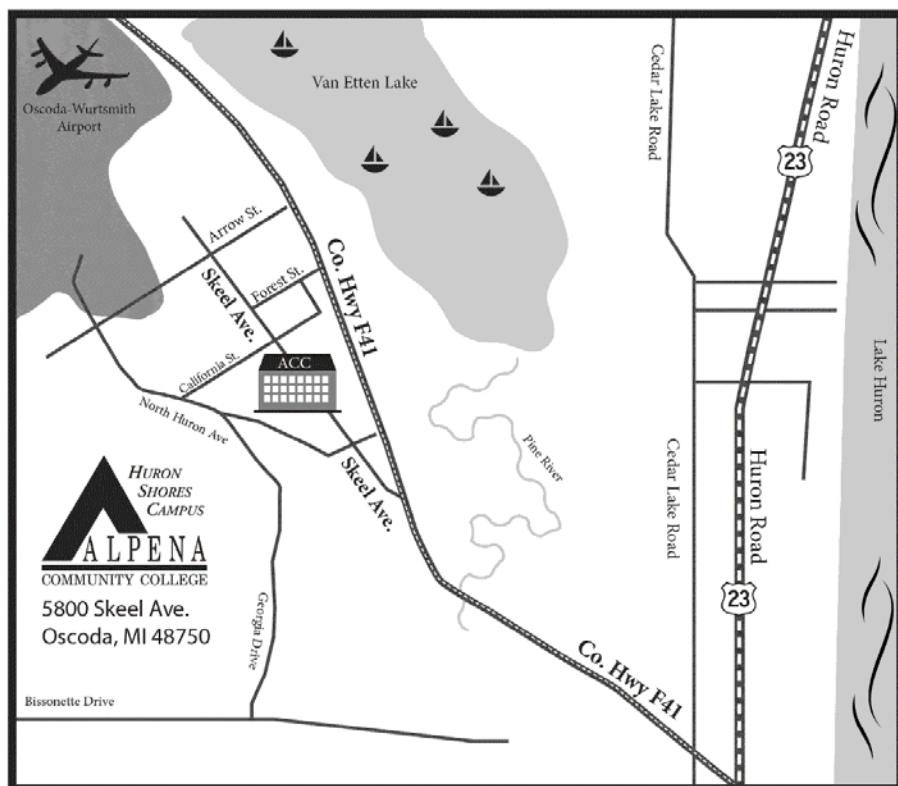 Oscoda-Wurtsmith
Airport
Van Etten Lake
Cedar Lake Road
Huron Road
23
Arrow St.
Skeel Ave.
Forest St.
Co. Hwy F41
California St.
ACC
North Huron Ave
Skeel Ave.
Pine River
Cedar Lake Road
Huron Road
23
Lake Huron
HURON
SHORES
CAMPUS
ALPENA
COMMUNITY COLLEGE
5800 Skeel Ave.
Oscoda, MI 48750
Georgia Drive
Co. Hwy F41
Bissonette Drive